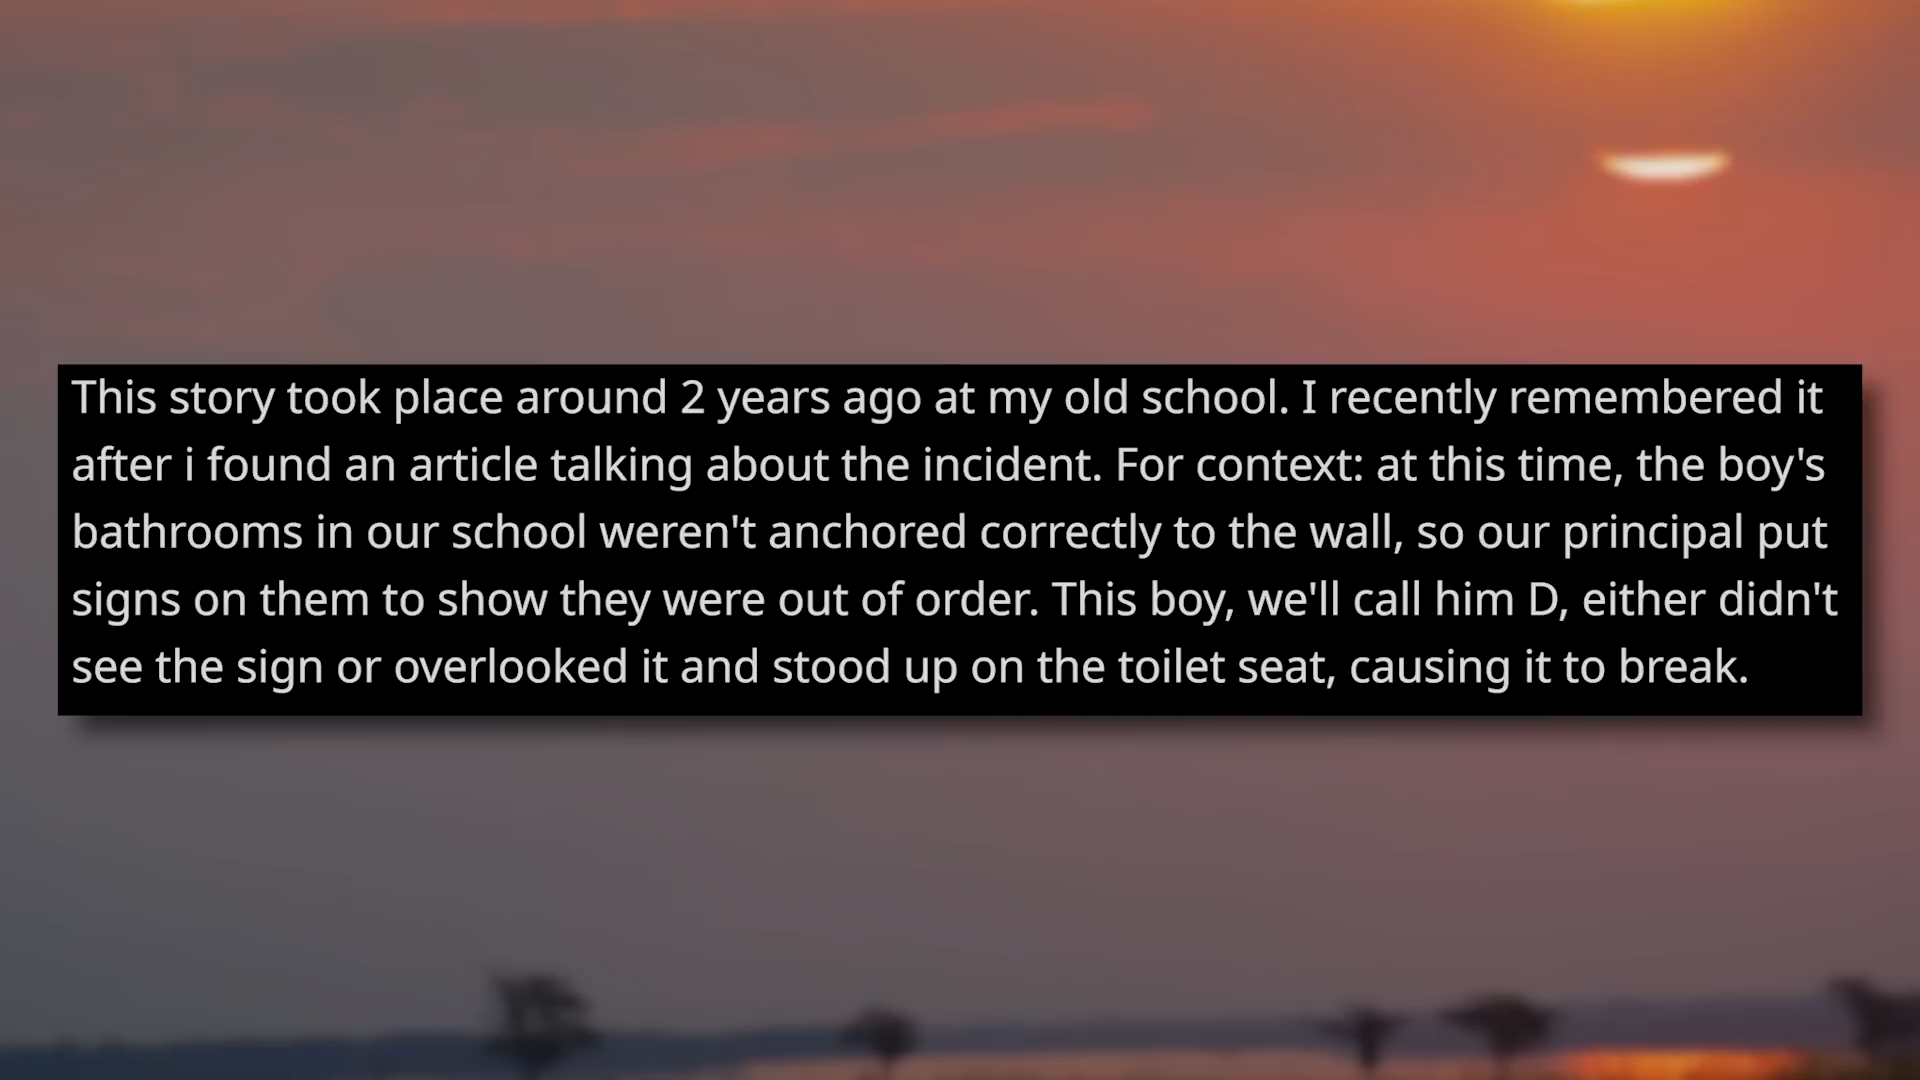 This story took place around 2 years ago at my old school. I recently remembered it
after i found an article talking about the incident. For context: at this time, the boy's
bathrooms in our school weren't anchored correctly to the wall, so our principal put
signs on them to show they were out of order. This boy, we'll call him D, either didn't
see the sign or overlooked it and stood up on the toilet seat, causing it to break.